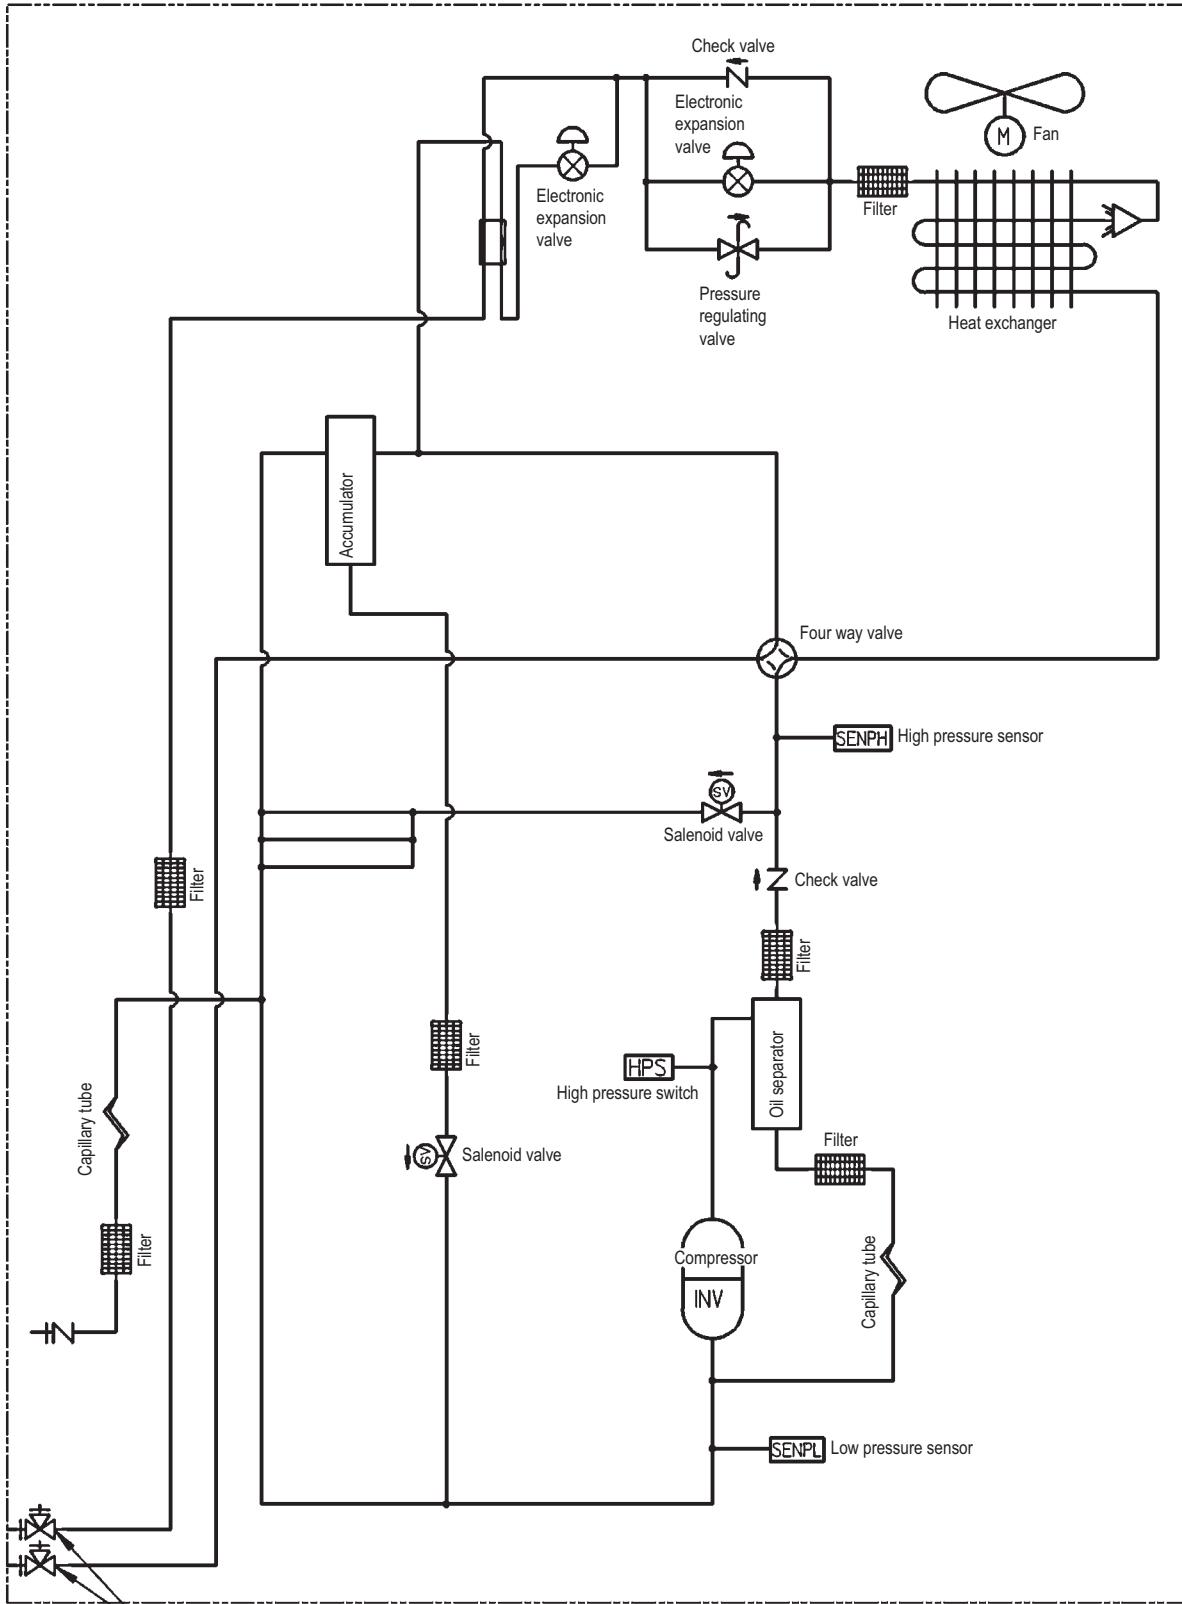 Check valve
Electronic
expansion
valve
M
Fan
Electronic
expansion
valve
Filter
Pressure
regulating
valve
Heat exchanger
Accumulator
Four way valve
SENPH
High pressure sensor
SV
Salenoid valve
Filter
Check valve
Filter
Filter
HPS
High pressure switch
Oil separator
Capillary tube
SV
Salenoid valve
Filter
Filter
Compressor
INV
Capillary tube
SENPL
Low pressure sensor